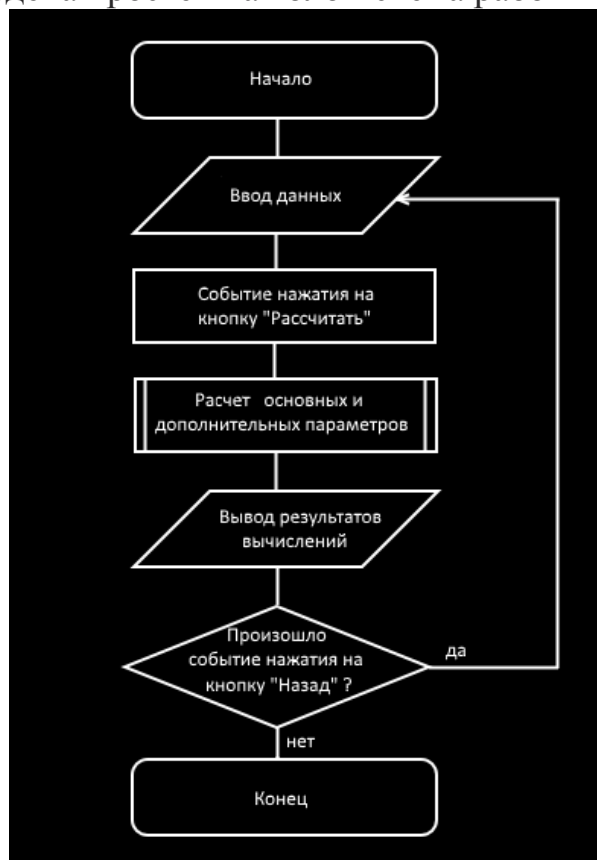 Начало
Ввод данных
Событие нажатия на
кнопку "Рассчитать"
Расчет основных и
дополнительных параметров
Вывод результатов
вычислений
Произошло
событие нажатия на
кнопку "Назад" ?
да
нет
Конец